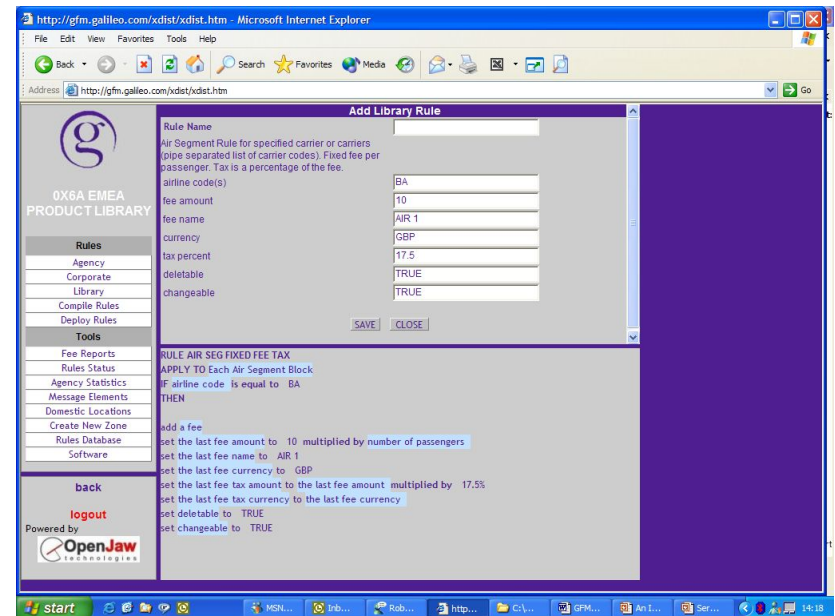 http://gfm.galileo.com/xdist/xdist.htm - Microsoft Internet Explorer
File Edit View Favorites Tools Help
Back Search Favorites Media
Address http://gfm.galileo.com/xdist/xdist.htm Go
0X6A EMEA
PRODUCT LIBRARY
Rules
Agency
Corporate
Library
Compile Rules
Deploy Rules
Tools
Fee Reports
Rules Status
Agency Statistics
Message Elements
Domestic Locations
Create New Zone
Rules Database
Software
back
logout
Powered by
OpenJaw
technologies
Add Library Rule
Rule Name
Air Segment Rule for specified carrier or carriers
(pipe separated list of carrier codes). Fixed fee per
passenger. Tax is a percentage of the fee.
airline code(s) BA
fee amount 10
fee name AIR 1
currency GBP
tax percent 17.5
deletable TRUE
changeable TRUE
SAVE CLOSE
RULE AIR SEG FIXED FEE TAX
APPLY TO Each Air Segment Block
IF airline code is equal to BA
THEN
add a fee
set the last fee amount to 10 multiplied by number of passengers
set the last fee name to AIR 1
set the last fee currency to GBP
set the last fee tax amount to the last fee amount multiplied by 17.5%
set the last fee tax currency to the last fee currency
set deletable to TRUE
set changeable to TRUE
start MSN... Inb... Rob... http... C:\... GFM... An I... Ser... 14:18